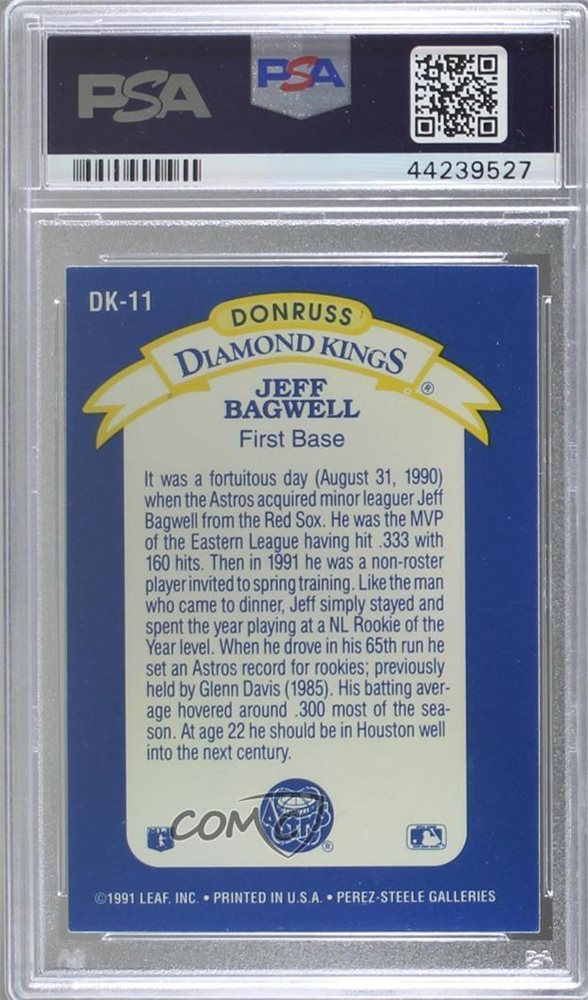 PSA
PSA
44239527
DK-11
DONRUSS
DIAMOND KINGS
®
JEFF
BAGWELL
First Base
It was a fortuitous day (August 31, 1990)
when the Astros acquired minor leaguer Jeff
Bagwell from the Red Sox. He was the MVP
of the Eastern League having hit .333 with
160 hits. Then in 1991 he was a non-roster
player invited to spring training. Like the man
who came to dinner, Jeff simply stayed and
spent the year playing at a NL Rookie of the
Year level. When he drove in his 65th run he
set an Astros record for rookies; previously
held by Glenn Davis (1985). His batting aver-
age hovered around .300 most of the sea-
son. At age 22 he should be in Houston well
into the next century.
ASTROS
®
COMC
©1991 LEAF, INC. • PRINTED IN U.S.A. • PEREZ-STEELE GALLERIES
PSA